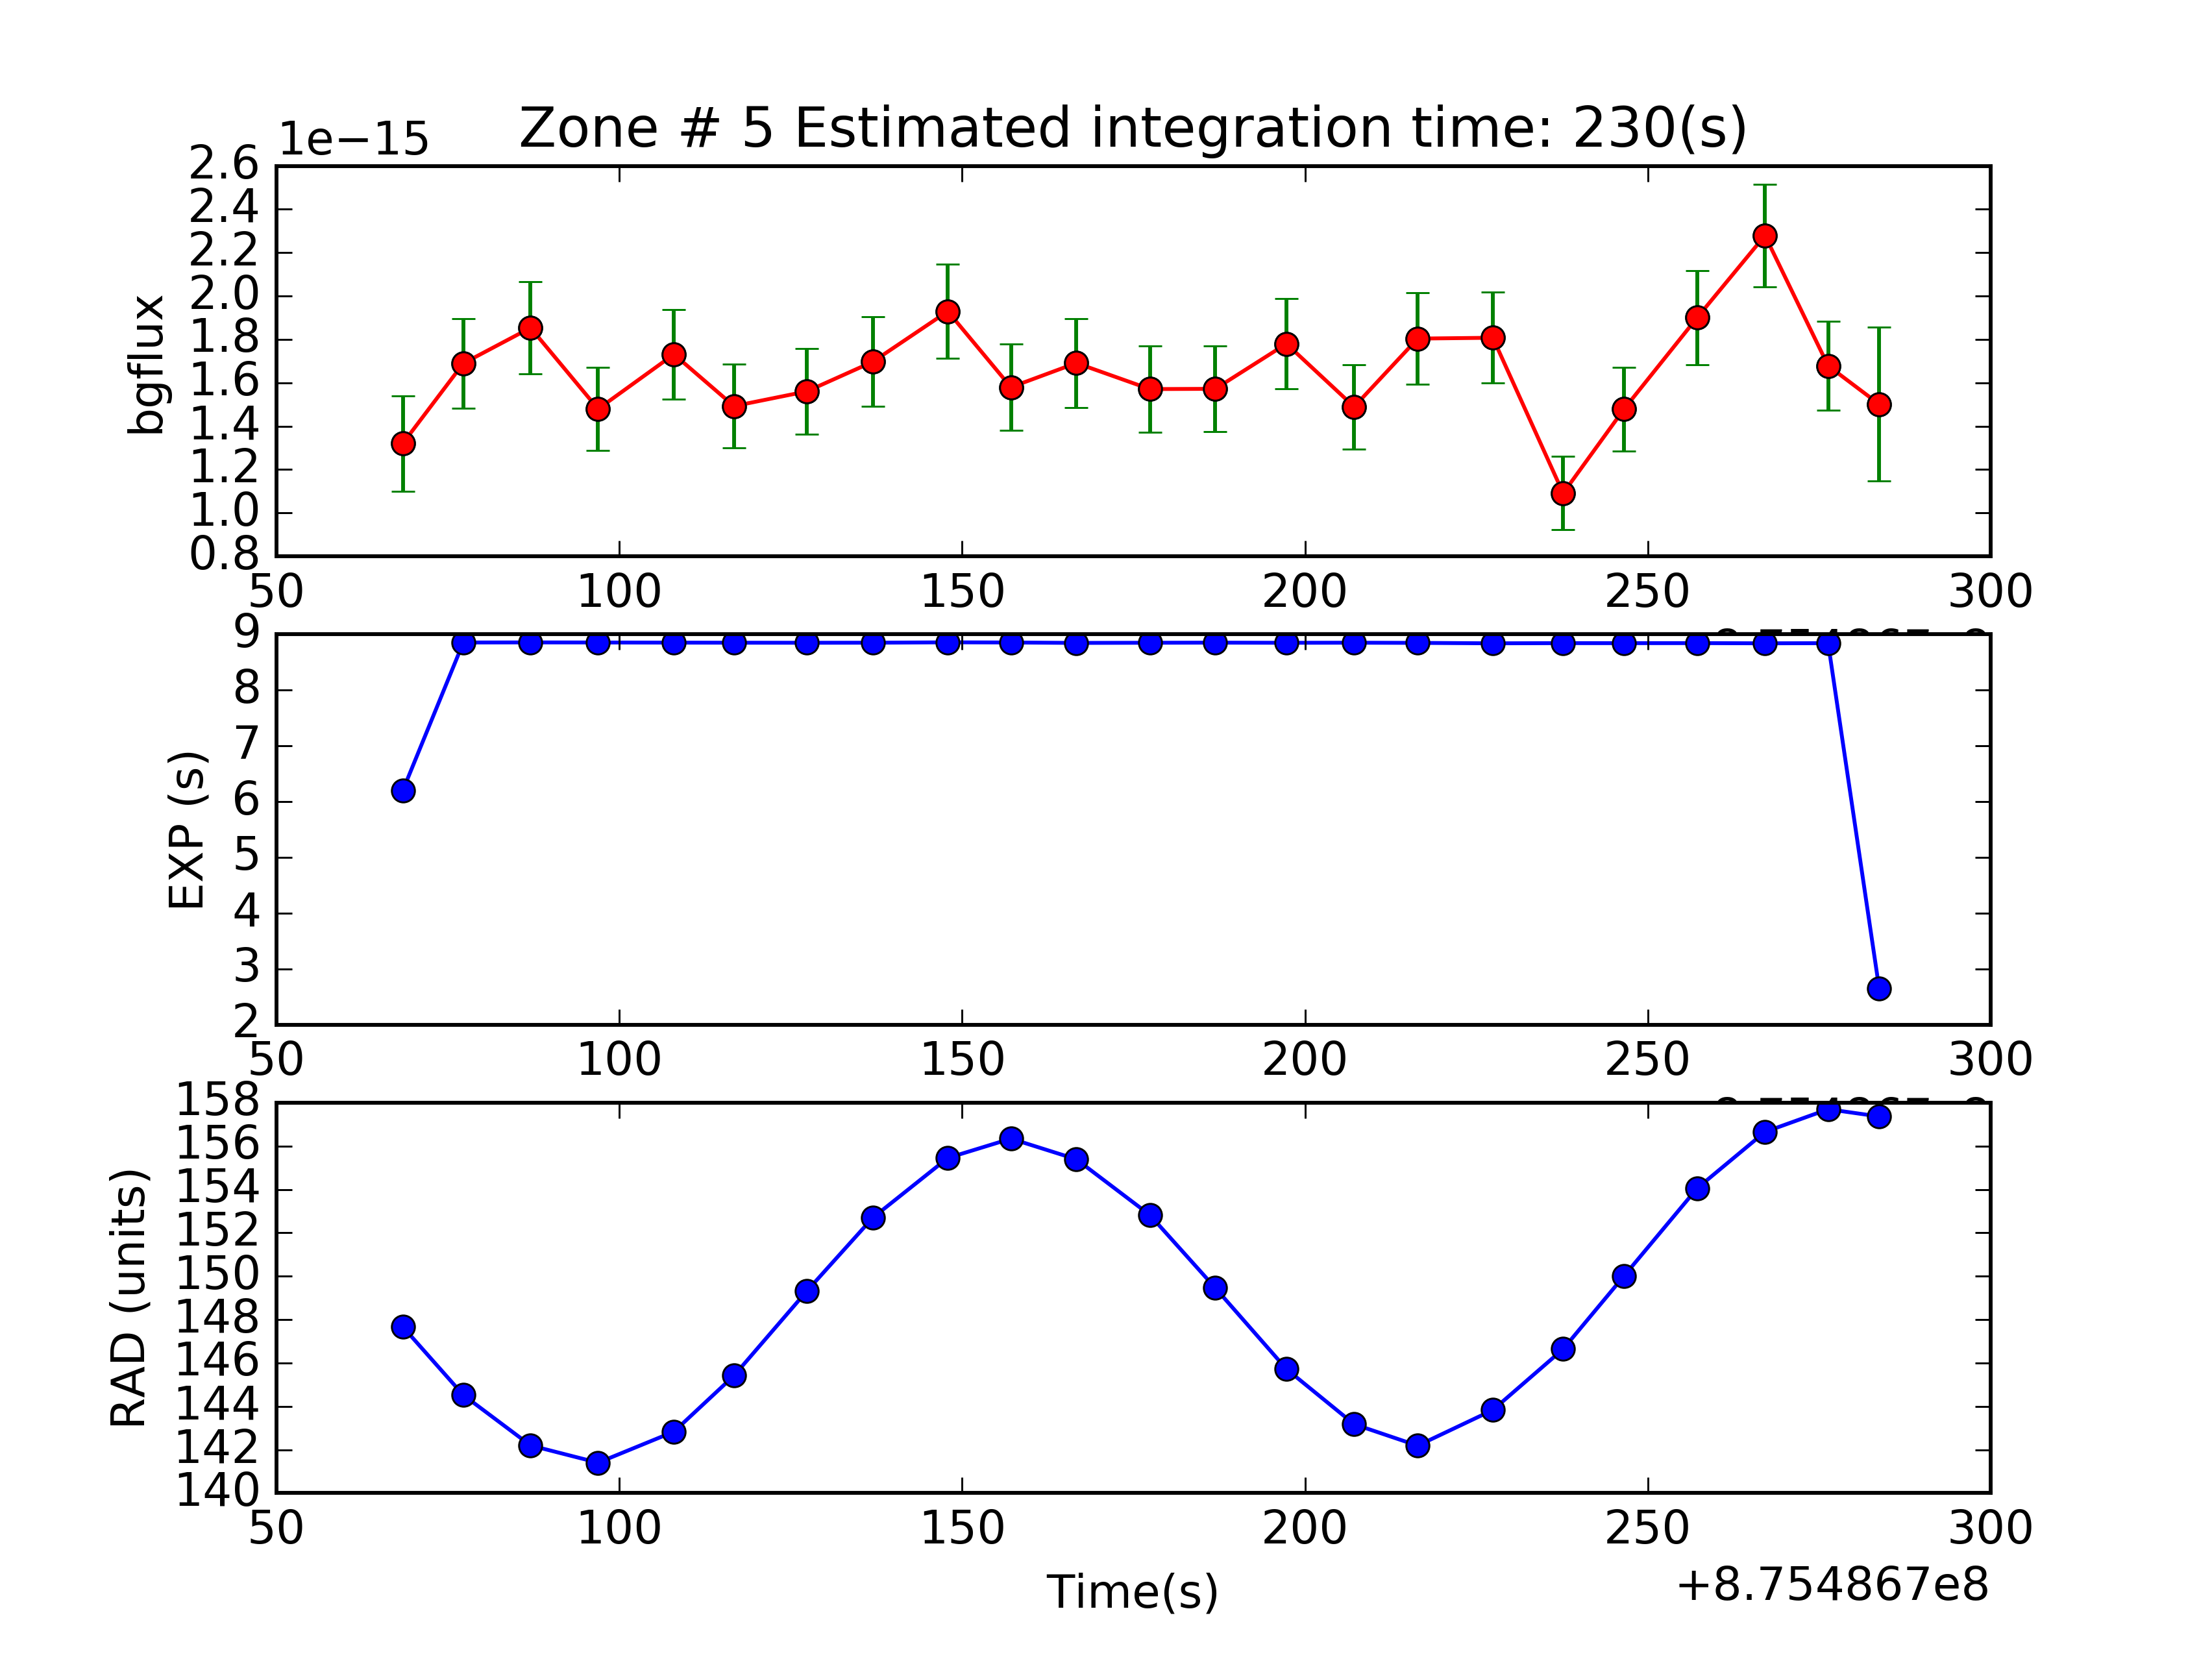 Zone # 5 Estimated integration time: 230(s)
1e−15
2.6
2.4
2.2
2.0
1.8
1.6
1.4
1.2
1.0
0.8
bgflux
50 100 150 200 250 300
9
8
7
6
5
4
3
2
EXP (s)
50 100 150 200 250 300
158
156
154
152
150
148
146
144
142
140
RAD (units)
50 100 150 200 250 300
Time(s)
+8.754867e8